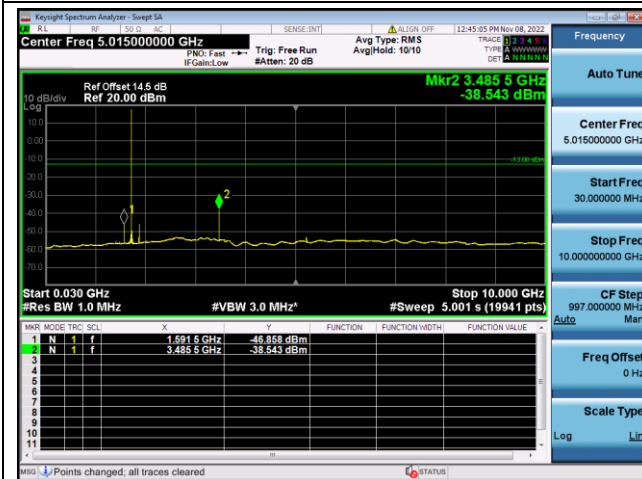 Keysight Spectrum Analyzer - Swept SA
RL RF 50 Ω AC SENSE:INT ALIGN OFF 12:45:05 PM Nov 08, 2022
Center Freq 5.015000000 GHz
PNO: Fast
IFGain:Low
Trig: Free Run
#Atten: 20 dB
Avg Type: RMS
Avg|Hold: 10/10
TRACE 1 2 3 4 5 6
TYPE A WWWWW
DET A N N N N N
Frequency
Auto Tune
Center Freq
5.015000000 GHz
Start Freq
30.000000 MHz
Stop Freq
10.000000000 GHz
CF Step
997.000000 MHz
Auto Man
Freq Offset
0 Hz
Scale Type
Log Lin
Ref Offset 14.5 dB
10 dB/div Ref 20.00 dBm
Log
Mkr2 3.485 5 GHz
-38.543 dBm
10.0
0.00
-10.0
-20.0
-30.0
-40.0
-50.0
-60.0
-70.0
-13.00 dBm
1
2
Start 0.030 GHz Stop 10.000 GHz
#Res BW 1.0 MHz #VBW 3.0 MHz* #Sweep 5.001 s (19941 pts)
MKR MODE TRC SCL X Y FUNCTION FUNCTION WIDTH FUNCTION VALUE
1 N 1 f 1.591 5 GHz -46.858 dBm
2 N 1 f 3.485 5 GHz -38.543 dBm
3
4
5
6
7
8
9
10
11
MSG Points changed; all traces cleared STATUS